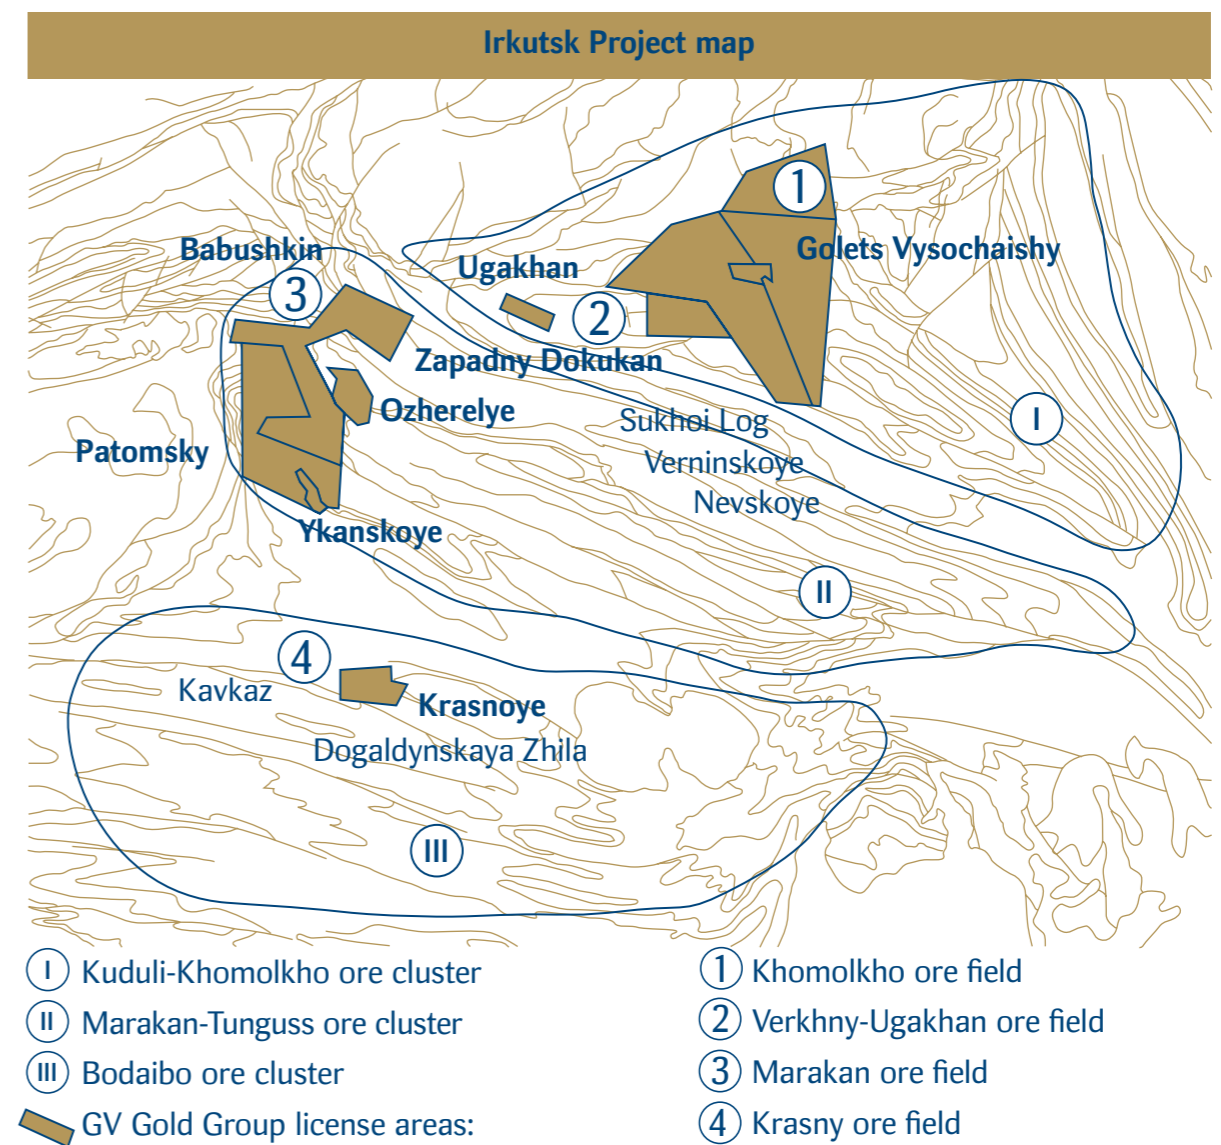 Irkutsk Project map
1
Babushkin
Golets Vysochaishy
Ugakhan
3
2
Zapadny Dokukan
Ozherelye
Sukhoi Log
I
Patomsky
Verninskoye
Nevskoye
Ykanskoye
II
4
Kavkaz
Krasnoye
Dogaldynskaya Zhila
III
I Kuduli-Khomolkho ore cluster
II Marakan-Tunguss ore cluster
III Bodaibo ore cluster
GV Gold Group license areas:
1 Khomolkho ore field
2 Verkhny-Ugakhan ore field
3 Marakan ore field
4 Krasny ore field